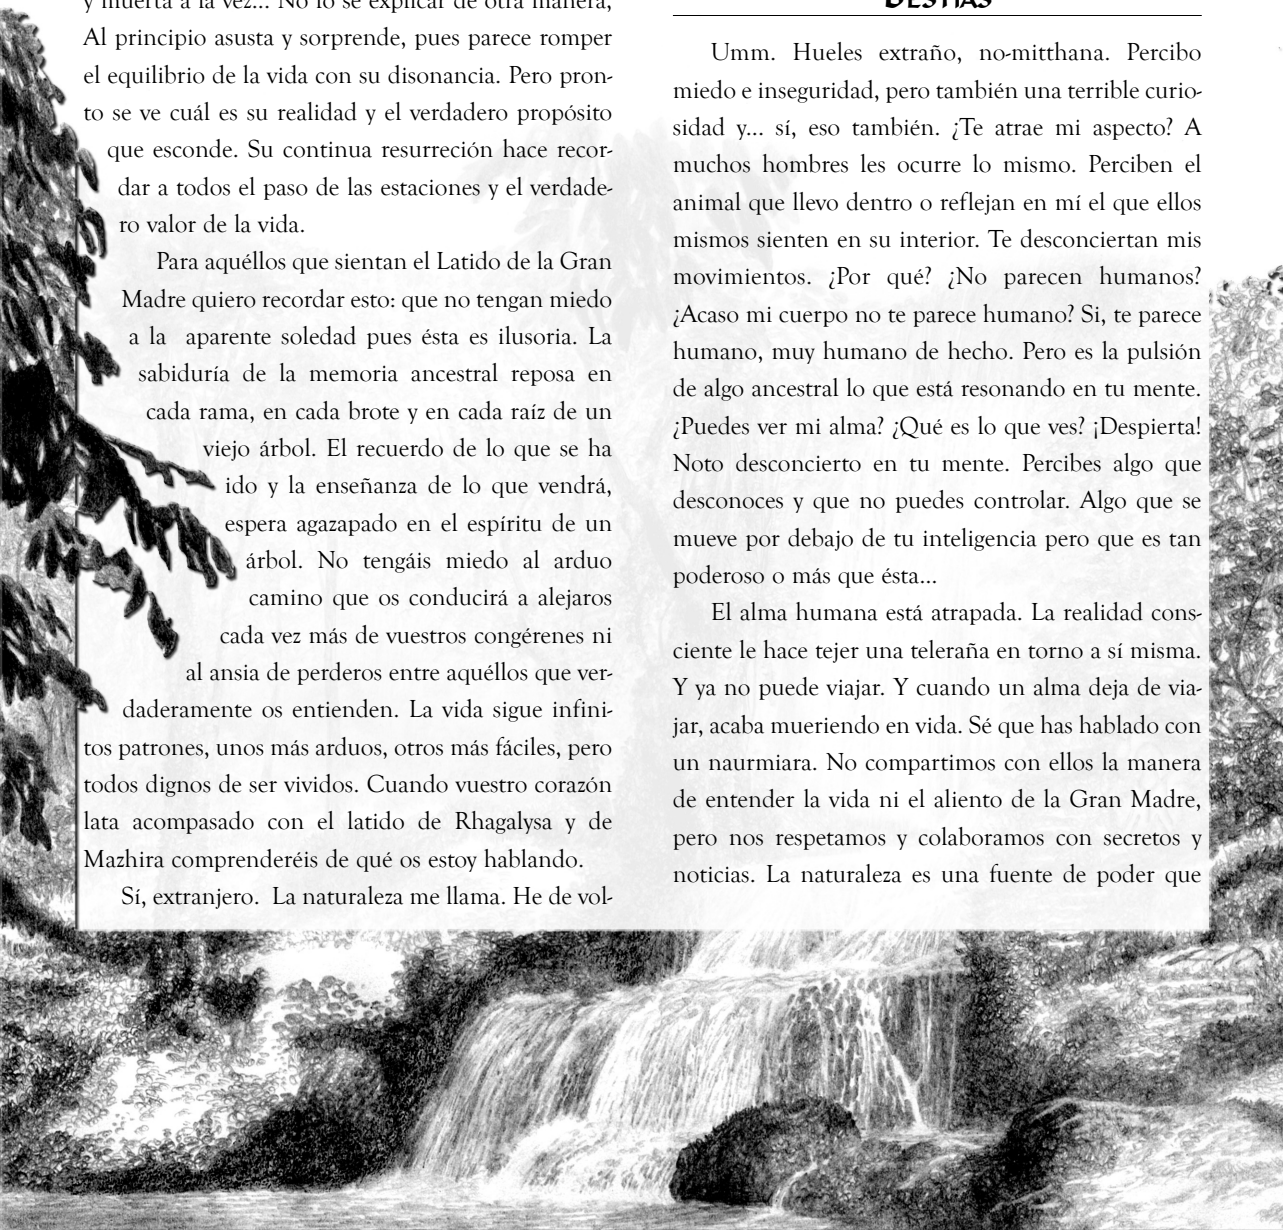 y muerta a la vez... No lo sé explicar de otra manera,
Al principio asusta y sorprende, pues parece romper
el equilibrio de la vida con su disonancia. Pero pron-
to se ve cuál es su realidad y el verdadero propósito
que esconde. Su continua resurreción hace recor-
dar a todos el paso de las estaciones y el verdade-
ro valor de la vida.
Para aquéllos que sientan el Latido de la Gran
Madre quiero recordar esto: que no tengan miedo
a la aparente soledad pues ésta es ilusoria. La
sabiduría de la memoria ancestral reposa en
cada rama, en cada brote y en cada raíz de un
viejo árbol. El recuerdo de lo que se ha
ido y la enseñanza de lo que vendrá,
espera agazapado en el espíritu de un
árbol. No tengáis miedo al arduo
camino que os conducirá a alejaros
cada vez más de vuestros congérenes ni
al ansia de perderos entre aquéllos que ver-
daderamente os entienden. La vida sigue infini-
tos patrones, unos más arduos, otros más fáciles, pero
todos dignos de ser vividos. Cuando vuestro corazón
lata acompasado con el latido de Rhagalysa y de
Mazhira comprenderéis de qué os estoy hablando.
Sí, extranjero. La naturaleza me llama. He de vol-
BESTIAS
Umm. Hueles extraño, no-mitthana. Percibo
miedo e inseguridad, pero también una terrible curio-
sidad y... sí, eso también. ¿Te atrae mi aspecto? A
muchos hombres les ocurre lo mismo. Perciben el
animal que llevo dentro o reflejan en mí el que ellos
mismos sienten en su interior. Te desconciertan mis
movimientos. ¿Por qué? ¿No parecen humanos?
¿Acaso mi cuerpo no te parece humano? Si, te parece
humano, muy humano de hecho. Pero es la pulsión
de algo ancestral lo que está resonando en tu mente.
¿Puedes ver mi alma? ¿Qué es lo que ves? ¡Despierta!
Noto desconcierto en tu mente. Percibes algo que
desconoces y que no puedes controlar. Algo que se
mueve por debajo de tu inteligencia pero que es tan
poderoso o más que ésta...
El alma humana está atrapada. La realidad cons-
ciente le hace tejer una teleraña en torno a sí misma.
Y ya no puede viajar. Y cuando un alma deja de via-
jar, acaba mueriendo en vida. Sé que has hablado con
un naurmiara. No compartimos con ellos la manera
de entender la vida ni el aliento de la Gran Madre,
pero nos respetamos y colaboramos con secretos y
noticias. La naturaleza es una fuente de poder que